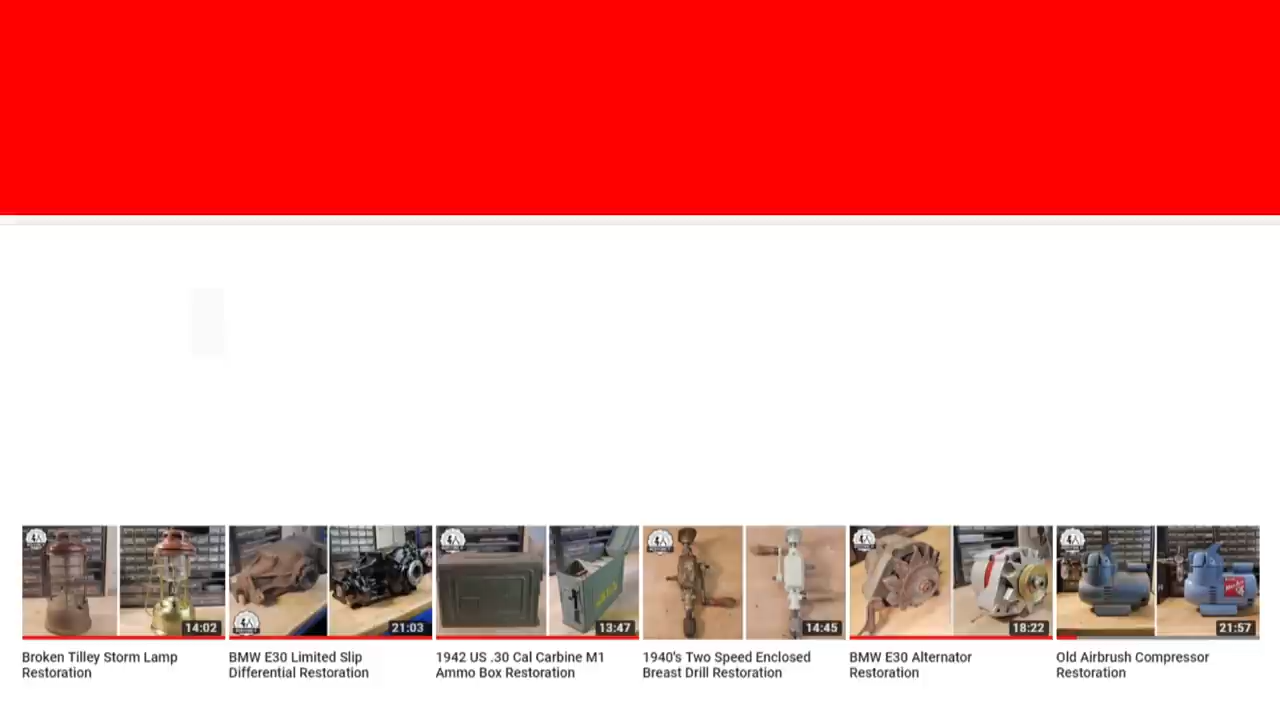 14:02
21:03
13:47
14:45
18:22
21:57
Broken Tilley Storm Lamp
Restoration
BMW E30 Limited Slip
Differential Restoration
1942 US .30 Cal Carbine M1
Ammo Box Restoration
1940's Two Speed Enclosed
Breast Drill Restoration
BMW E30 Alternator
Restoration
Old Airbrush Compressor
Restoration